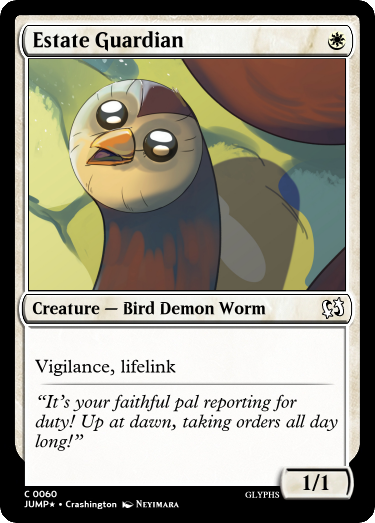 Estate Guardian
Creature — Bird Demon Worm
Vigilance, lifelink
“It’s your faithful pal reporting for
duty! Up at dawn, taking orders all day
long!”
1/1
C 0060
JUMP★ • Crashington NEYIMARA
GLYPHS